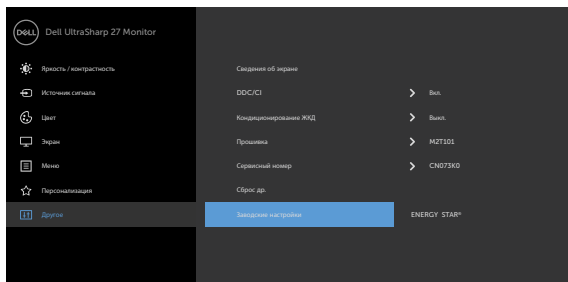 DELL Dell UltraSharp 27 Monitor
Яркость / контрастность Сведения об экране
Источник сигнала DDC/CI Вкл.
Цвет Кондиционирование ЖКД Выкл.
Экран Прошивка M2T101
Меню Сервисный номер CN073K0
Персонализация Сброс др.
Другое Заводские настройки ENERGY STAR®